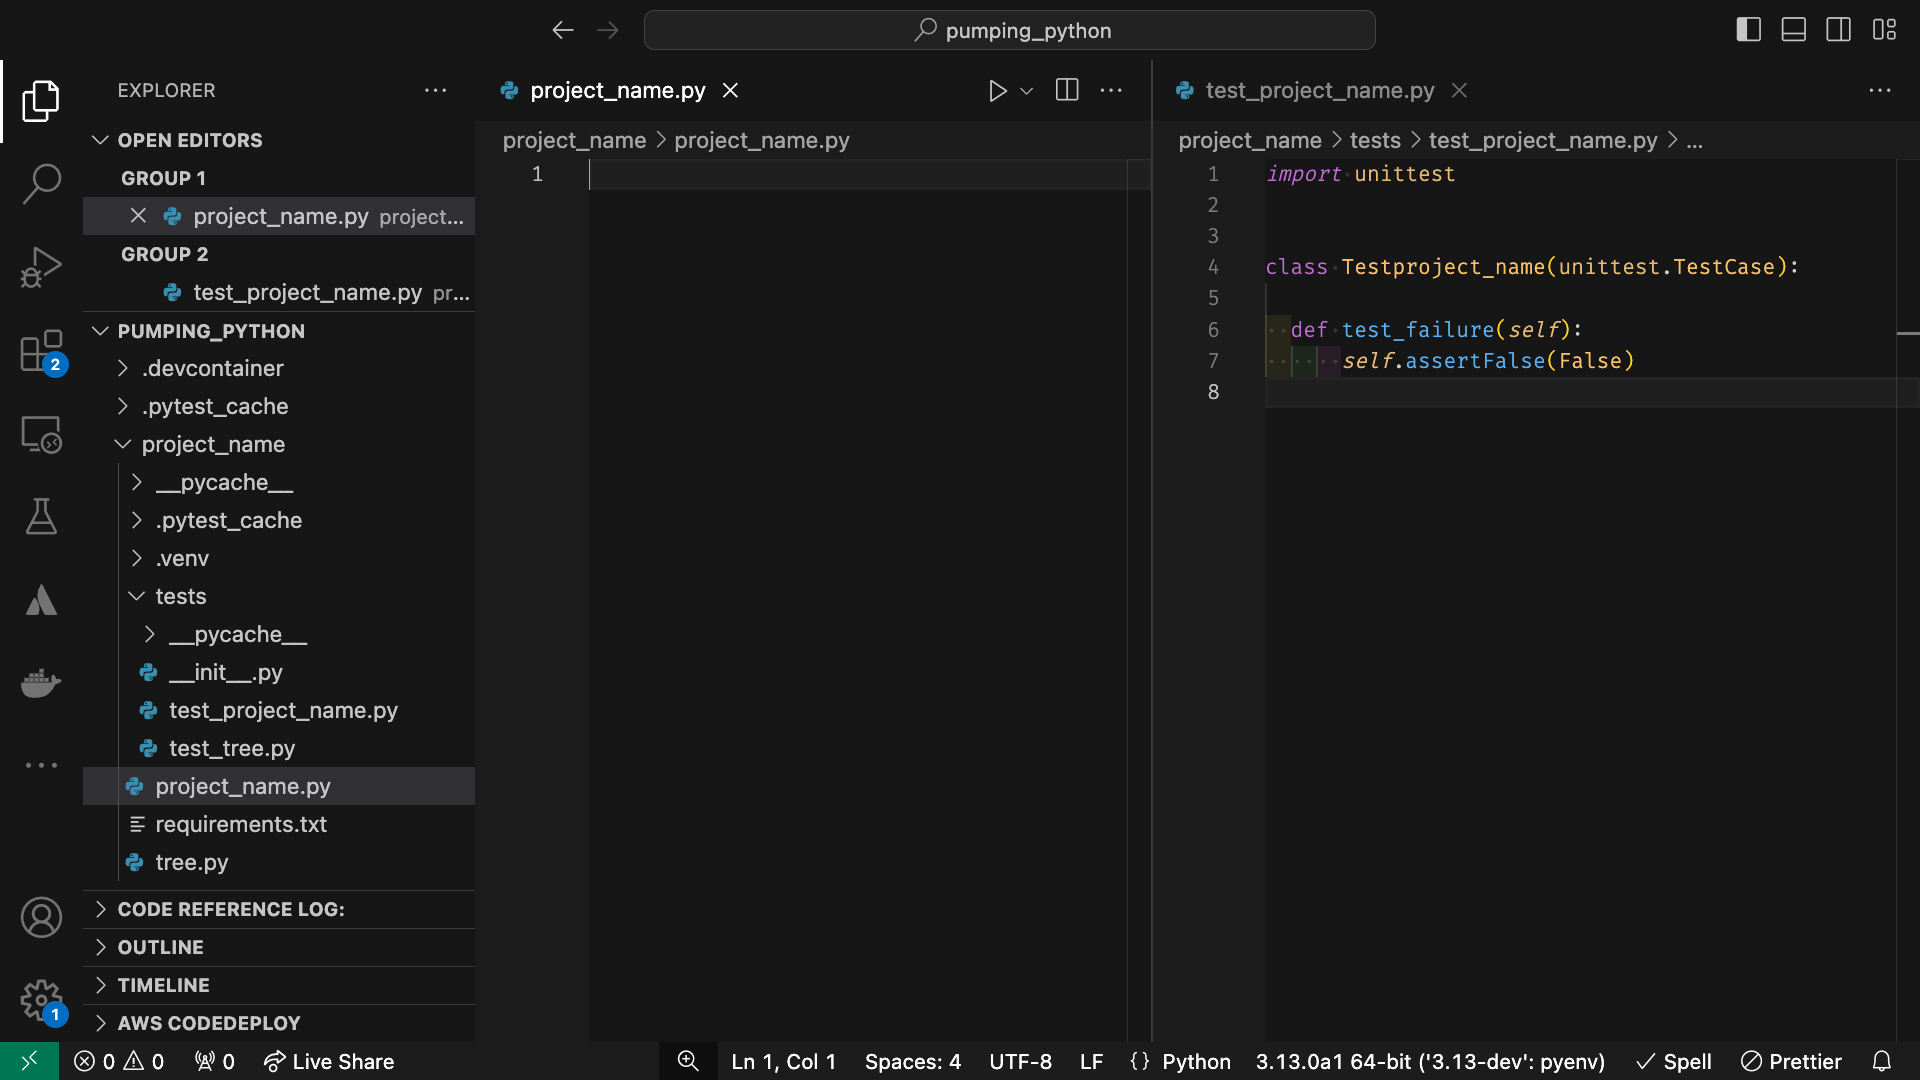 pumping_python
EXPLORER
OPEN EDITORS
GROUP 1
project_name.py project...
GROUP 2
test_project_name.py pr...
PUMPING_PYTHON
.devcontainer
.pytest_cache
project_name
__pycache__
.pytest_cache
.venv
tests
__pycache__
__init__.py
test_project_name.py
test_tree.py
project_name.py
requirements.txt
tree.py
CODE REFERENCE LOG:
OUTLINE
TIMELINE
AWS CODEDEPLOY
2
1
project_name.py
project_name > project_name.py
1
test_project_name.py
project_name > tests > test_project_name.py > ...
1 import unittest
2
3
4 class Testproject_name(unittest.TestCase):
5
6 def test_failure(self):
7 self.assertFalse(False)
8
0 0 0 Live Share Ln 1, Col 1 Spaces: 4 UTF-8 LF {} Python 3.13.0a1 64-bit ('3.13-dev': pyenv) Spell Prettier